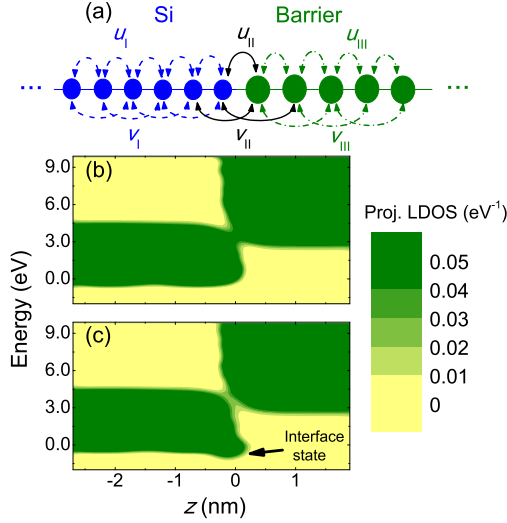 (a) Si Barrier
u_I u_II u_III
... ...
v_I v_II v_III
(b)
9.0
6.0
3.0
0.0
(c)
9.0
6.0
3.0
0.0
Interface
state
-2 -1 0 1
z (nm)
Energy (eV)
Proj. LDOS (eV⁻¹)
0.05
0.04
0.03
0.02
0.01
0